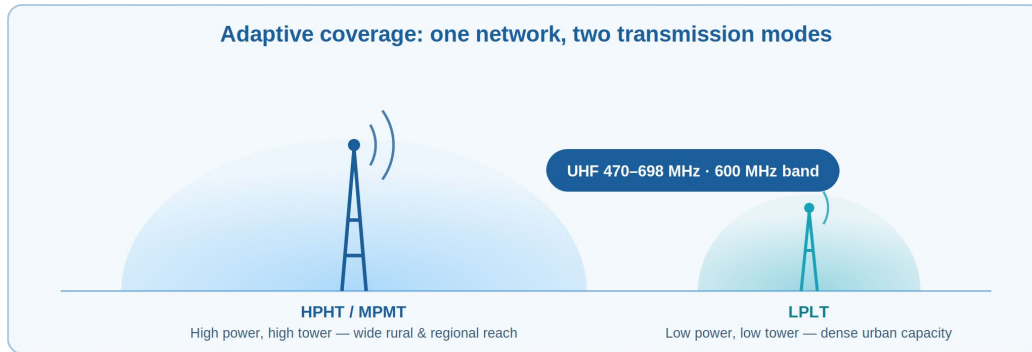 Adaptive coverage: one network, two transmission modes
UHF 470–698 MHz · 600 MHz band
HPHT / MPMT
High power, high tower — wide rural & regional reach
LPLT
Low power, low tower — dense urban capacity